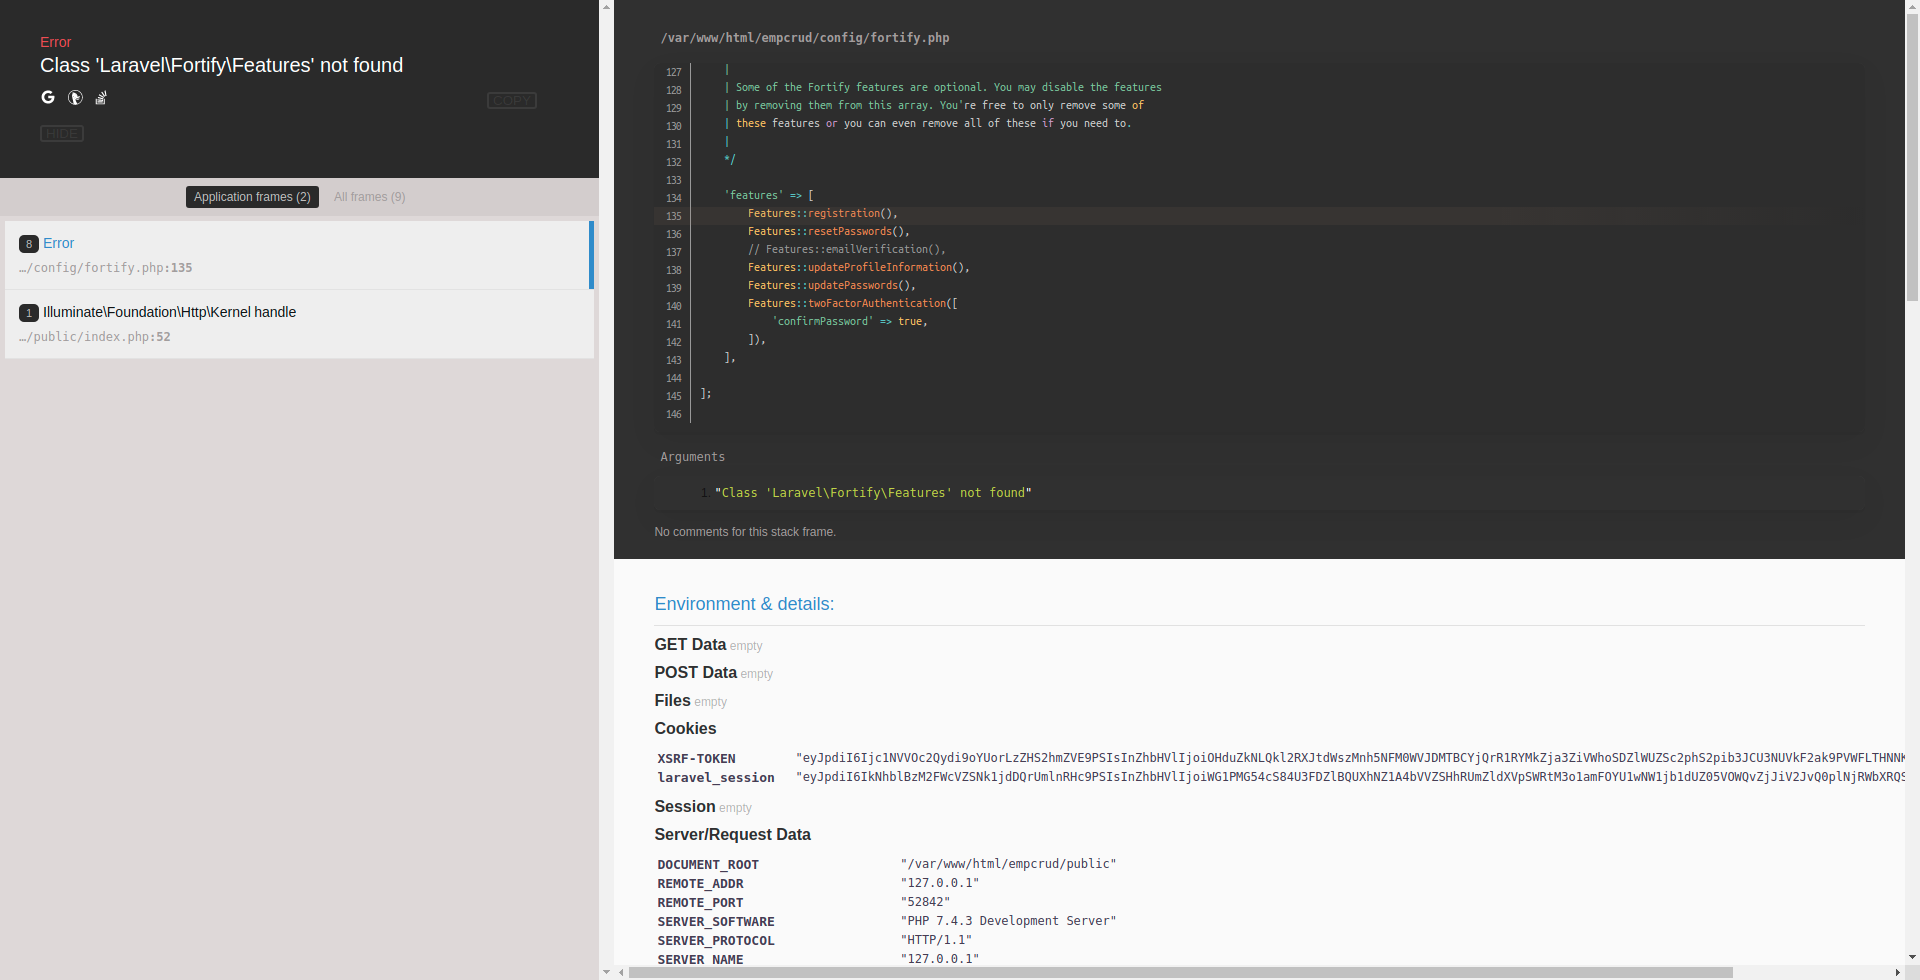 Error
Class 'Laravel\Fortify\Features' not found
COPY
HIDE
Application frames (2) All frames (9)
8 Error
…/config/fortify.php:135
1 Illuminate\Foundation\Http\Kernel handle
…/public/index.php:52
/var/www/html/empcrud/config/fortify.php
127 |
128 | Some of the Fortify features are optional. You may disable the features
129 | by removing them from this array. You're free to only remove some of
130 | these features or you can even remove all of these if you need to.
131 |
132 */
133
134 'features' => [
135 Features::registration(),
136 Features::resetPasswords(),
137 // Features::emailVerification(),
138 Features::updateProfileInformation(),
139 Features::updatePasswords(),
140 Features::twoFactorAuthentication([
141 'confirmPassword' => true,
142 ]),
143 ],
144
145 ];
146
Arguments
1. "Class 'Laravel\Fortify\Features' not found"
No comments for this stack frame.
Environment & details:
GET Data empty
POST Data empty
Files empty
Cookies
XSRF-TOKEN
laravel_session
Session empty
Server/Request Data
DOCUMENT_ROOT "/var/www/html/empcrud/public"
REMOTE_ADDR "127.0.0.1"
REMOTE_PORT "52842"
SERVER_SOFTWARE "PHP 7.4.3 Development Server"
SERVER_PROTOCOL "HTTP/1.1"
SERVER_NAME "127.0.0.1"